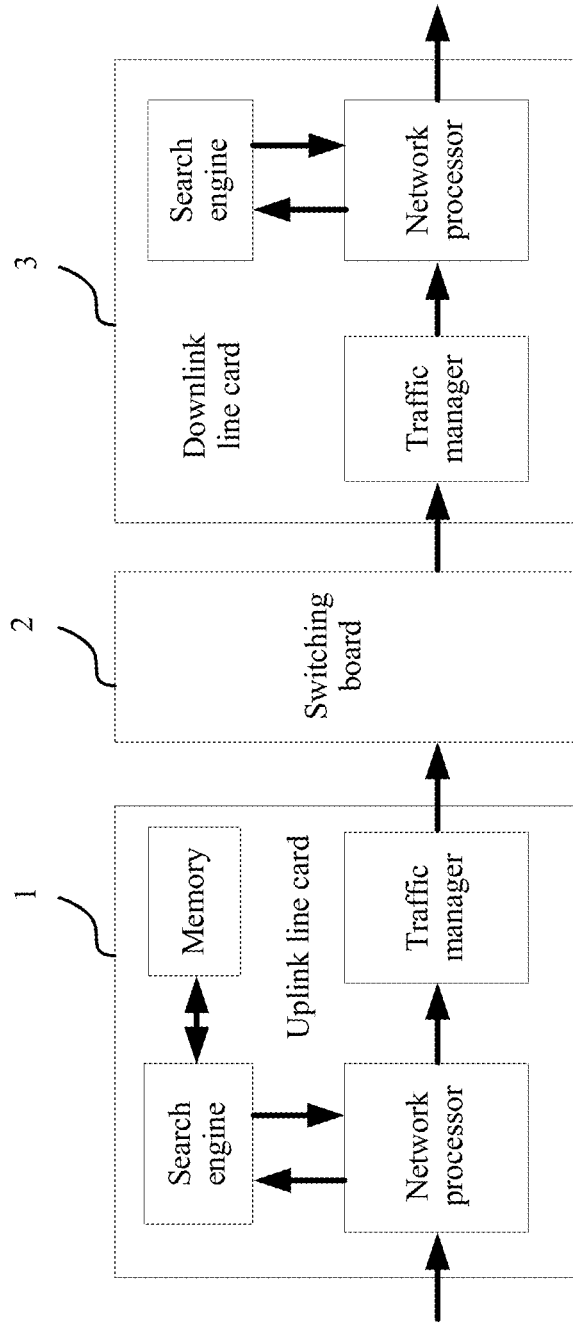 1
2
3
Search
engine
Memory
Uplink line card
Network
processor
Traffic
manager
Switching
board
Downlink
line card
Search
engine
Traffic
manager
Network
processor